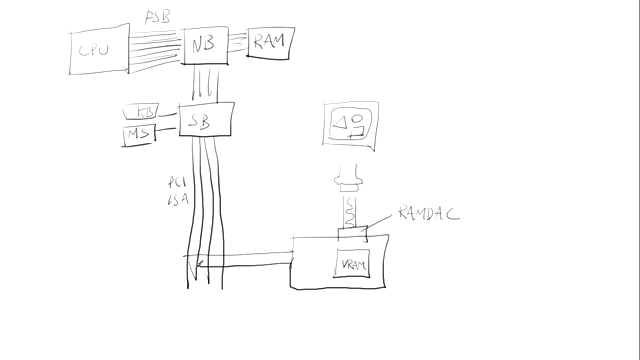 FSB
CPU
NB
RAM
KB
MS
SB
PCI
ISA
RAMDAC
VRAM